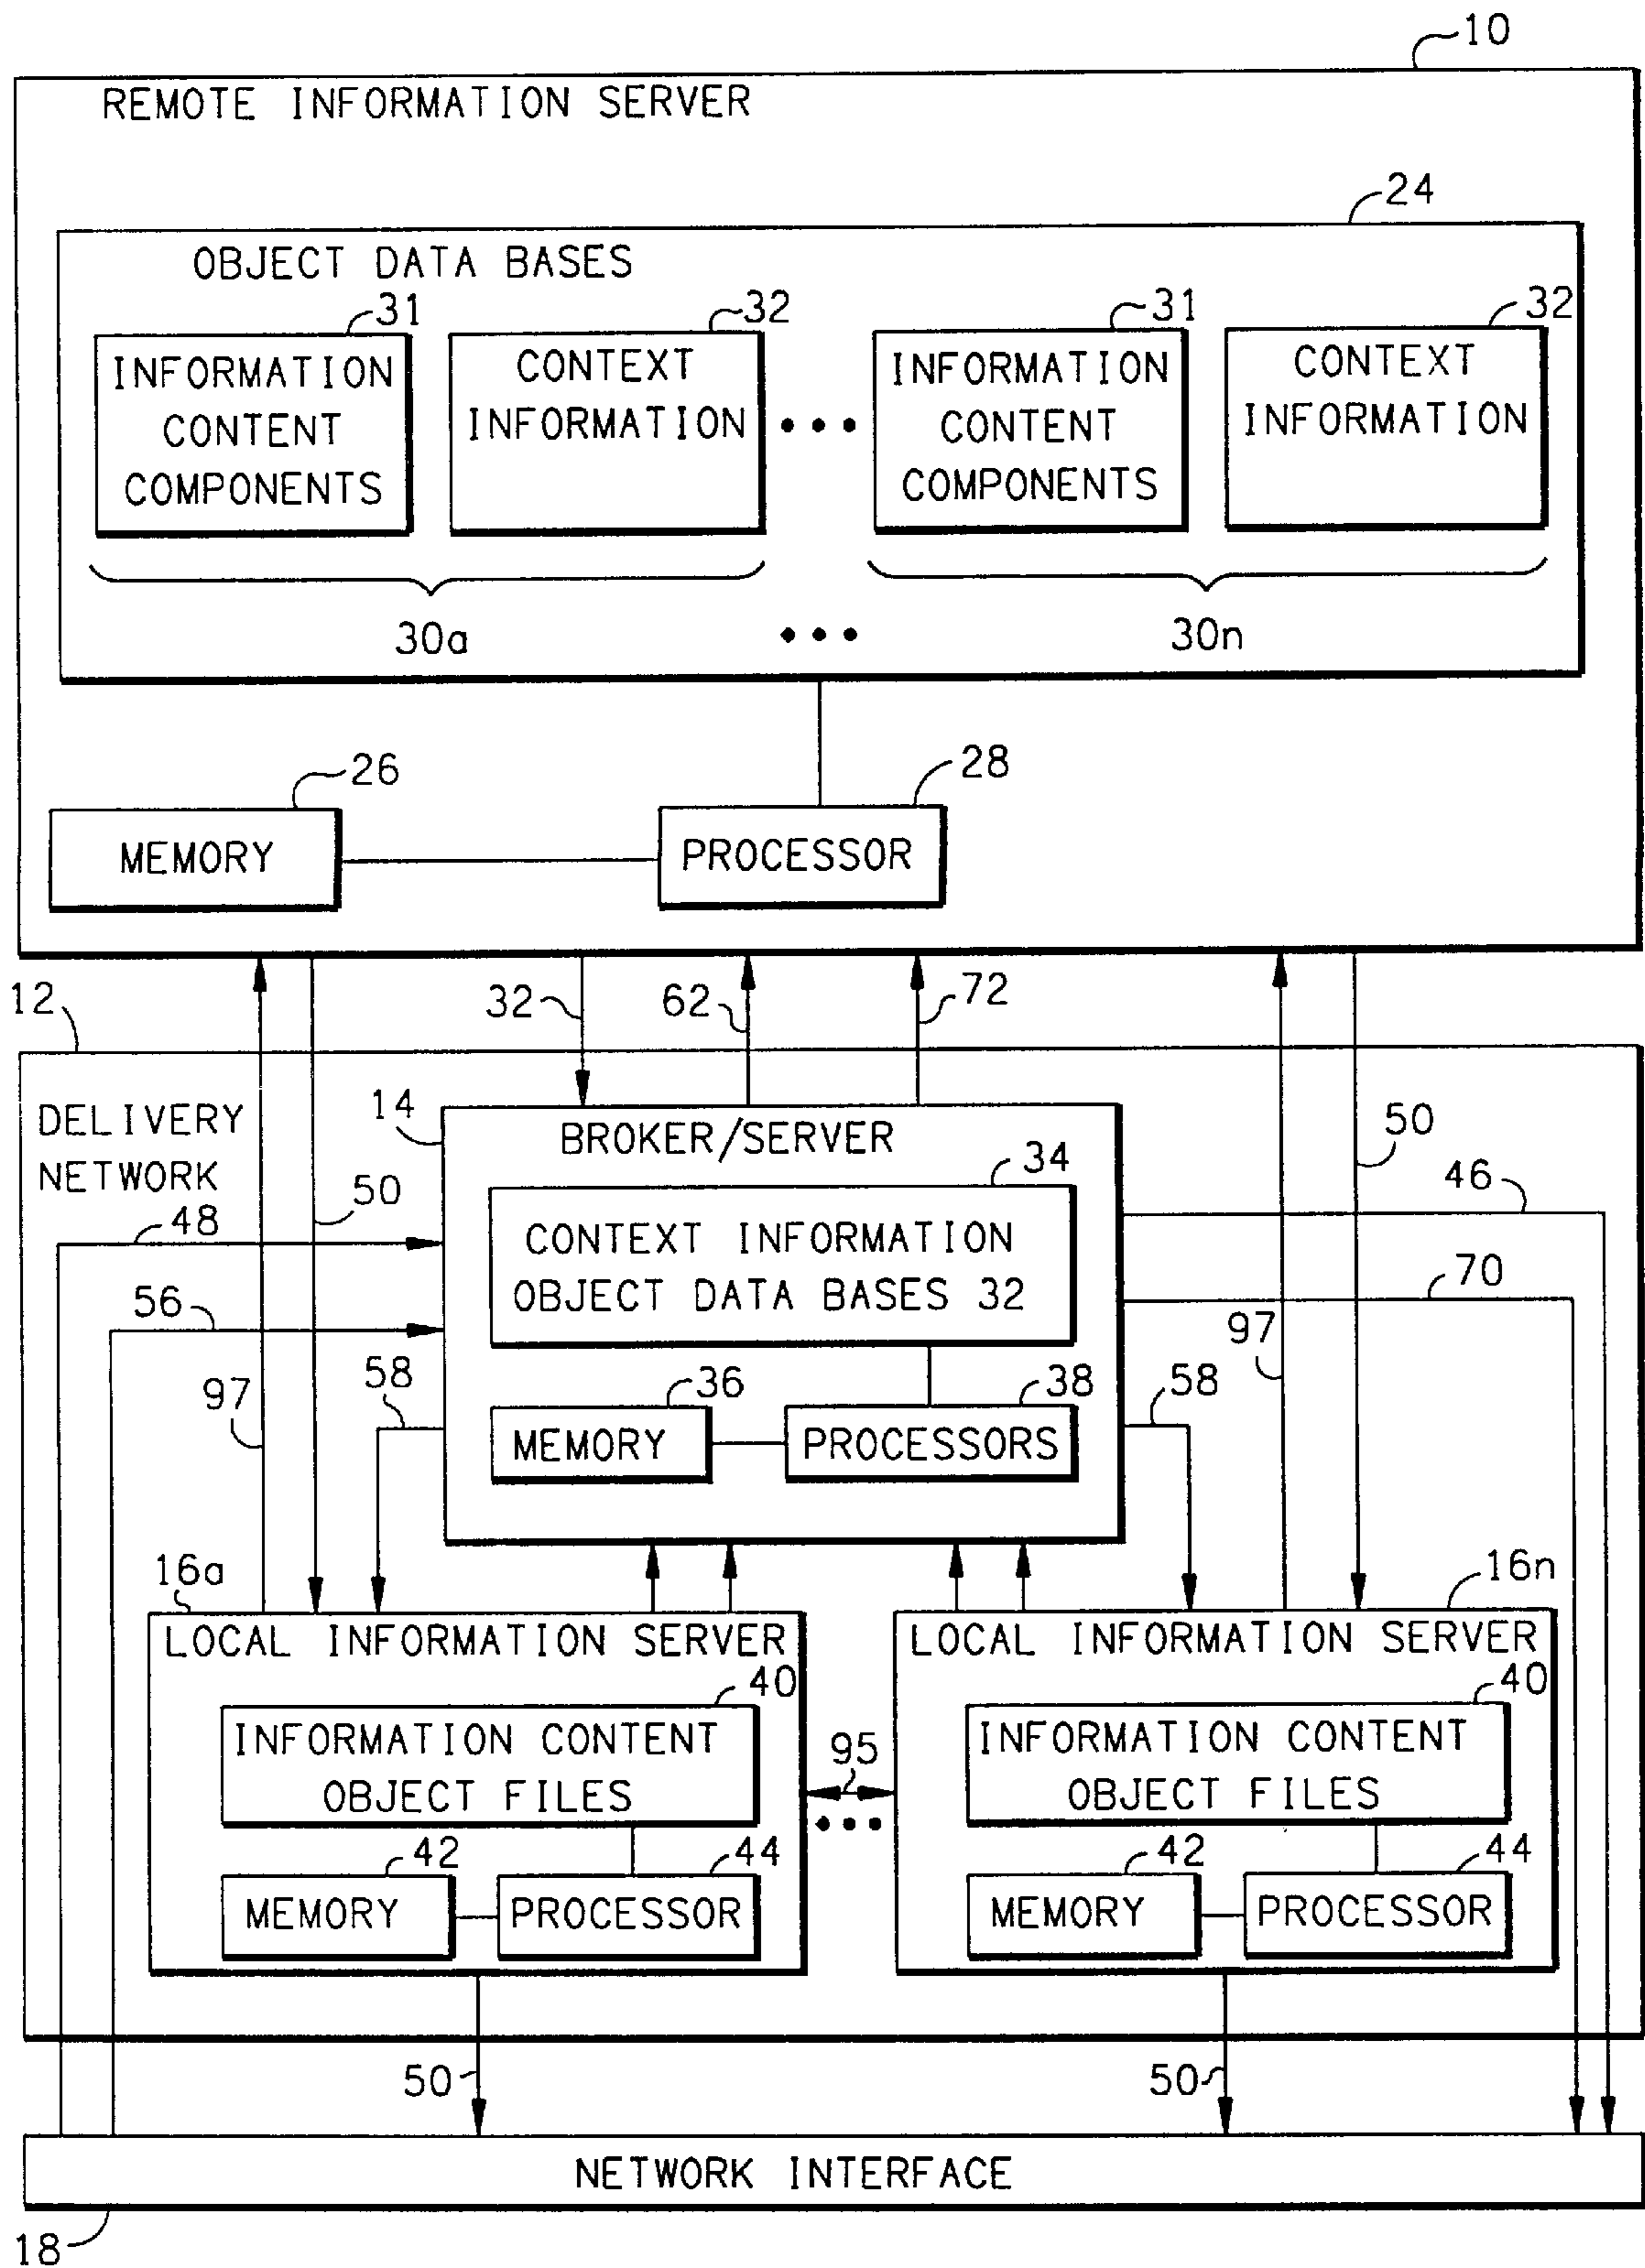 10
REMOTE INFORMATION SERVER
24
OBJECT DATA BASES
31
32
31
32
INFORMATION
CONTENT
COMPONENTS
CONTEXT
INFORMATION
INFORMATION
CONTENT
COMPONENTS
CONTEXT
INFORMATION
30a
30n
26
28
MEMORY
PROCESSOR
12
32
62
72
DELIVERY
NETWORK
14
BROKER/SERVER
50
34
46
50
48
CONTEXT INFORMATION
OBJECT DATA BASES 32
70
56
97
58
36
38
58
97
MEMORY
PROCESSORS
16a
16n
LOCAL INFORMATION SERVER
LOCAL INFORMATION SERVER
40
40
INFORMATION CONTENT
OBJECT FILES
95
INFORMATION CONTENT
OBJECT FILES
42
44
42
44
MEMORY
PROCESSOR
MEMORY
PROCESSOR
50
50
NETWORK INTERFACE
18